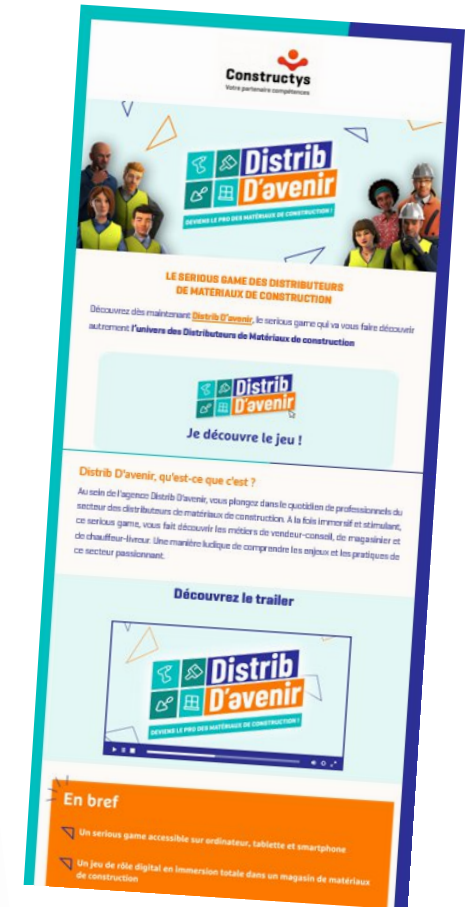 Constructys
Votre partenaire compétences
Distrib
D'avenir
DEVIENS LE PRO DES MATÉRIAUX DE CONSTRUCTION !
LE SERIOUS GAME DES DISTRIBUTEURS
DE MATÉRIAUX DE CONSTRUCTION
Découvrez dès maintenant Distrib D'avenir, le serious game qui va vous faire découvrir
autrement l'univers des Distributeurs de Matériaux de construction
Distrib
D'avenir
Je découvre le jeu !
Distrib D'avenir, qu'est-ce que c'est ?
Au sein de l'agence Distrib D'avenir, vous plongez dans le quotidien de professionnels du
secteur des distributeurs de matériaux de construction. A la fois immersif et stimulant,
ce serious game, vous fait découvrir les métiers de vendeur-conseil, de magasinier et
de chauffeur-livreur. Une manière ludique de comprendre les enjeux et les pratiques de
ce secteur passionnant.
Découvrez le trailer
Distrib
D'avenir
DEVIENS LE PRO DES MATÉRIAUX DE CONSTRUCTION !
En bref
Un serious game accessible sur ordinateur, tablette et smartphone
Un jeu de rôle digital en immersion totale dans un magasin de matériaux
de construction